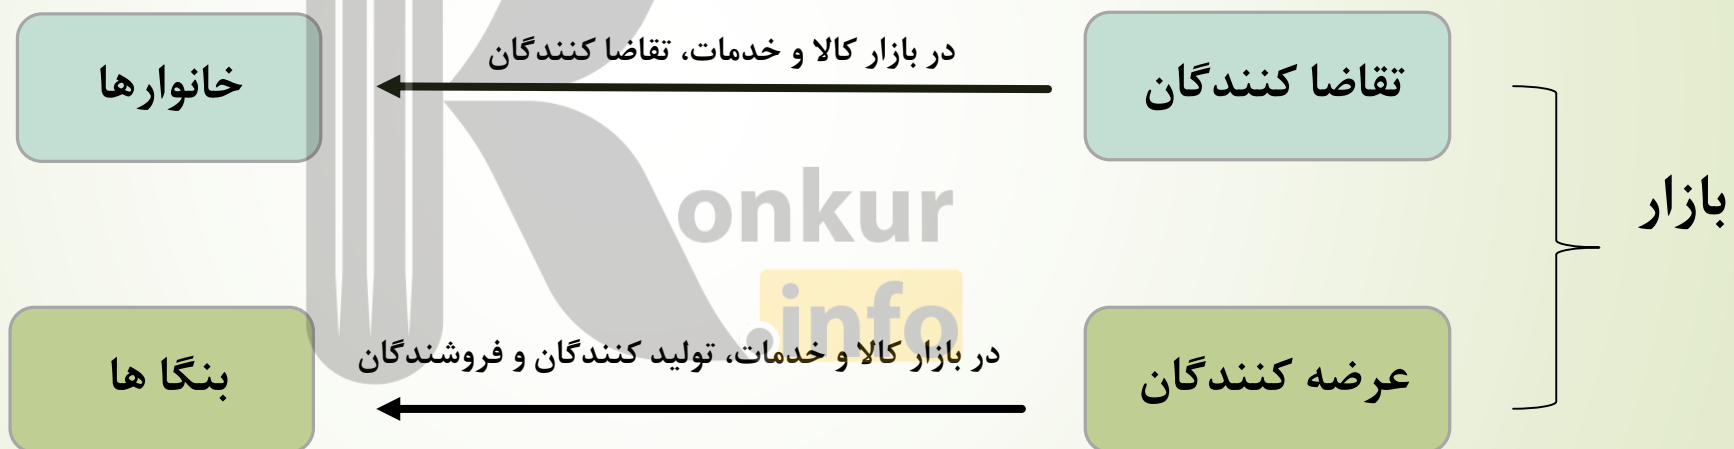 بازار
تقاضا کنندگان
در بازار کالا و خدمات، تقاضا کنندگان
خانوارها
عرضه کنندگان
در بازار کالا و خدمات، تولید کنندگان و فروشندگان
بنگا ها
Konkur
.info